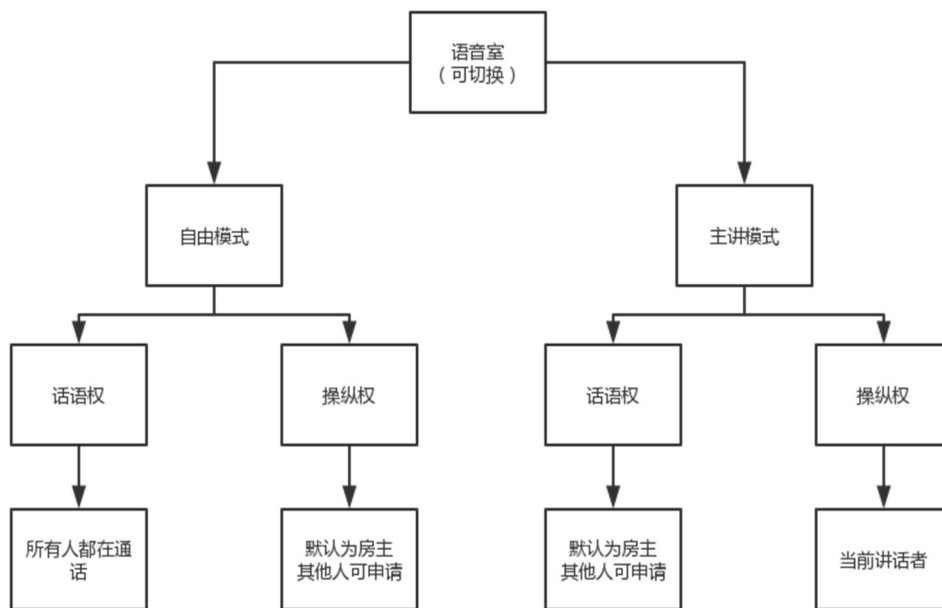 语音室
（可切换）
自由模式
主讲模式
话语权
操纵权
话语权
操纵权
所有人都在通
话
默认为房主
其他人可申请
默认为房主
其他人可申请
当前讲话者